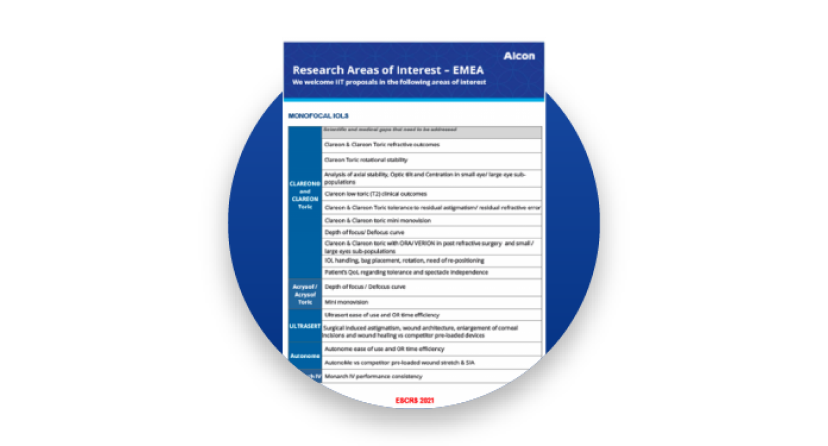 Alcon
Research Areas of Interest – EMEA
We welcome IIT proposals in the following areas of interest
MONOFOCAL IOLS
Scientific and medical gaps that need to be addressed
CLAREON®
and
CLAREON
Toric
Clareon & Clareon Toric refractive outcomes
Clareon Toric rotational stability
Analysis of axial stability, Optic tilt and Centration in small eye/ large eye sub-
populations
Clareon low toric (T2) clinical outcomes
Clareon & Clareon Toric tolerance to residual astigmatism/ residual refractive error
Clareon & Clareon toric mini monovision
Depth of focus/ Defocus curve
Clareon & Clareon toric with ORA/ VERION in post refractive surgery and small /
large eyes sub-populations
IOL handling, bag placement, rotation, need of re-positioning
Patient's QoL, regarding tolerance and spectacle independence
Acrysof /
Acrysof
Toric
Depth of focus / Defocus curve
Mini monovision
ULTRASERT
Ultrasert ease of use and OR time efficiency
Surgical induced astigmation, wound architecture, enlargement of corneal
incisions and wound healing vs competitor pre-loaded devices
Autonome
Autonome ease of use and OR time efficiency
AutonoMe vs competitor pre-loaded wound stretch & SIA
ch IV
Monarch IV performance consistency
ESCRS 2021